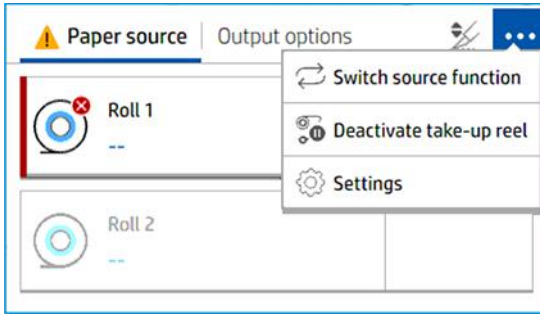 Paper source
Output options
Switch source function
Roll 1
--
Deactivate take-up reel
Settings
Roll 2
--